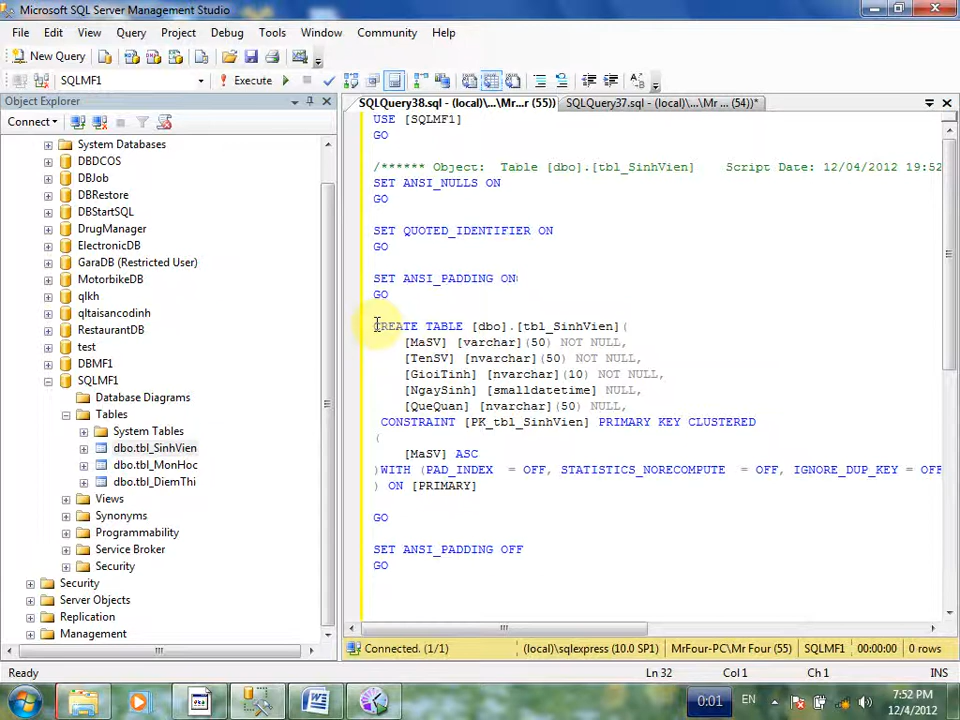 Microsoft SQL Server Management Studio
File Edit View Query Project Debug Tools Window Community Help
New Query
SQLMF1 Execute
Object Explorer
SQLQuery38.sql - (local)\...\Mr...r (55)) SQLQuery37.sql - (local)\...\Mr ... (54))*
Connect
System Databases
DBDCOS
DBJob
DBRestore
DBStartSQL
DrugManager
ElectronicDB
GaraDB (Restricted User)
MotorbikeDB
qlkh
qltaisancodinh
RestaurantDB
test
DBMF1
SQLMF1
Database Diagrams
Tables
System Tables
dbo.tbl_SinhVien
dbo.tbl_MonHoc
dbo.tbl_DiemThi
Views
Synonyms
Programmability
Service Broker
Security
Security
Server Objects
Replication
Management
USE [SQLMF1]
GO
/****** Object: Table [dbo].[tbl_SinhVien] Script Date: 12/04/2012 19:52
SET ANSI_NULLS ON
GO
SET QUOTED_IDENTIFIER ON
GO
SET ANSI_PADDING ON
GO
CREATE TABLE [dbo].[tbl_SinhVien](
[MaSV] [varchar](50) NOT NULL,
[TenSV] [nvarchar](50) NOT NULL,
[GioiTinh] [nvarchar](10) NOT NULL,
[NgaySinh] [smalldatetime] NULL,
[QueQuan] [nvarchar](50) NULL,
CONSTRAINT [PK_tbl_SinhVien] PRIMARY KEY CLUSTERED
(
[MaSV] ASC
)WITH (PAD_INDEX = OFF, STATISTICS_NORECOMPUTE = OFF, IGNORE_DUP_KEY = OFF
) ON [PRIMARY]
GO
SET ANSI_PADDING OFF
GO
Connected. (1/1) (local)\sqlexpress (10.0 SP1) MrFour-PC\Mr Four (55) SQLMF1 00:00:00 0 rows
Ready Ln 32 Col 1 Ch 1 INS
0:01 EN 7:52 PM
12/4/2012